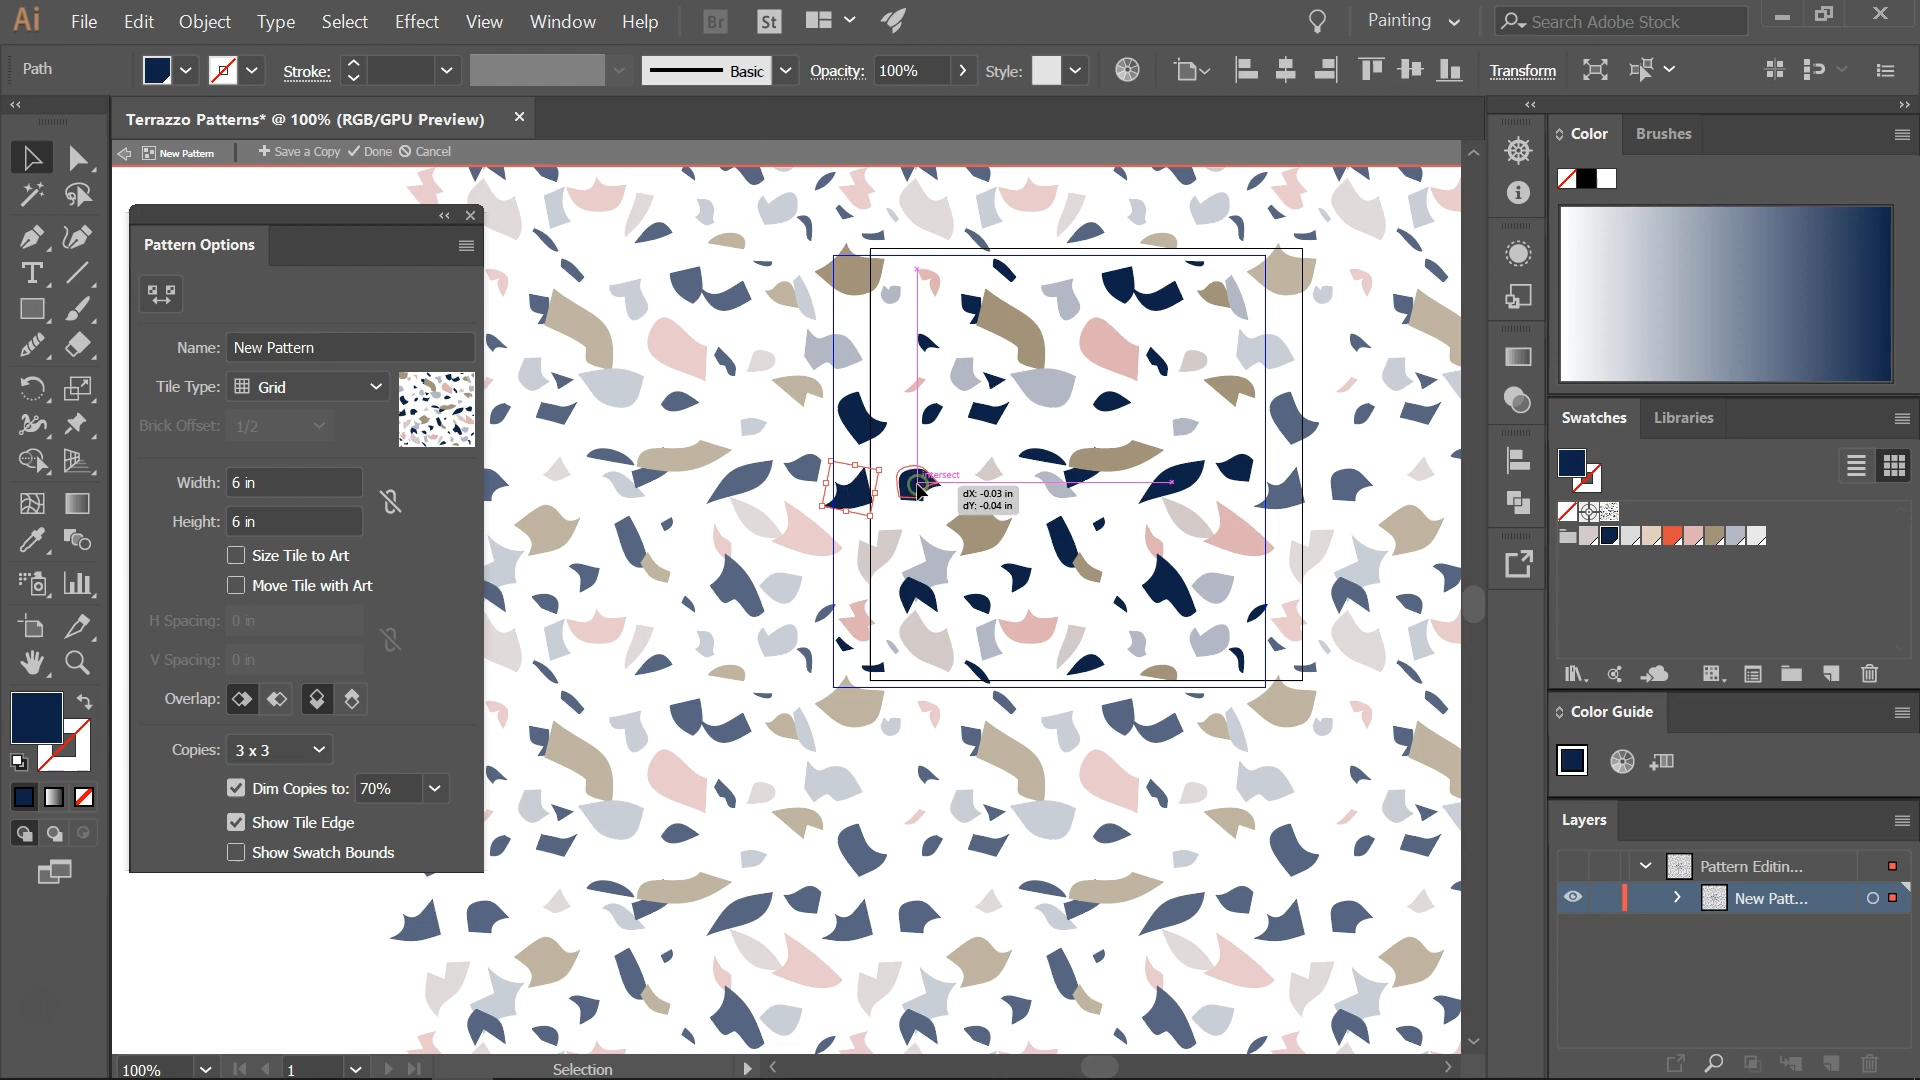 Ai File Edit Object Type Select Effect View Window Help Br St Painting Search Adobe Stock
Path Stroke: Basic Opacity: 100% Style: Transform
Terrazzo Patterns* @ 100% (RGB/GPU Preview)
New Pattern Save a Copy Done Cancel
Pattern Options
Name: New Pattern
Tile Type: Grid
Brick Offset: 1/2
Width: 6 in
Height: 6 in
Size Tile to Art
Move Tile with Art
H Spacing: 0 in
V Spacing: 0 in
Overlap:
Copies: 3 x 3
Dim Copies to: 70%
Show Tile Edge
Show Swatch Bounds
dX: -0.03 in
dY: -0.04 in
Color Brushes
Swatches Libraries
Color Guide
Layers
Pattern Editin...
New Patt...
100% 1 Selection